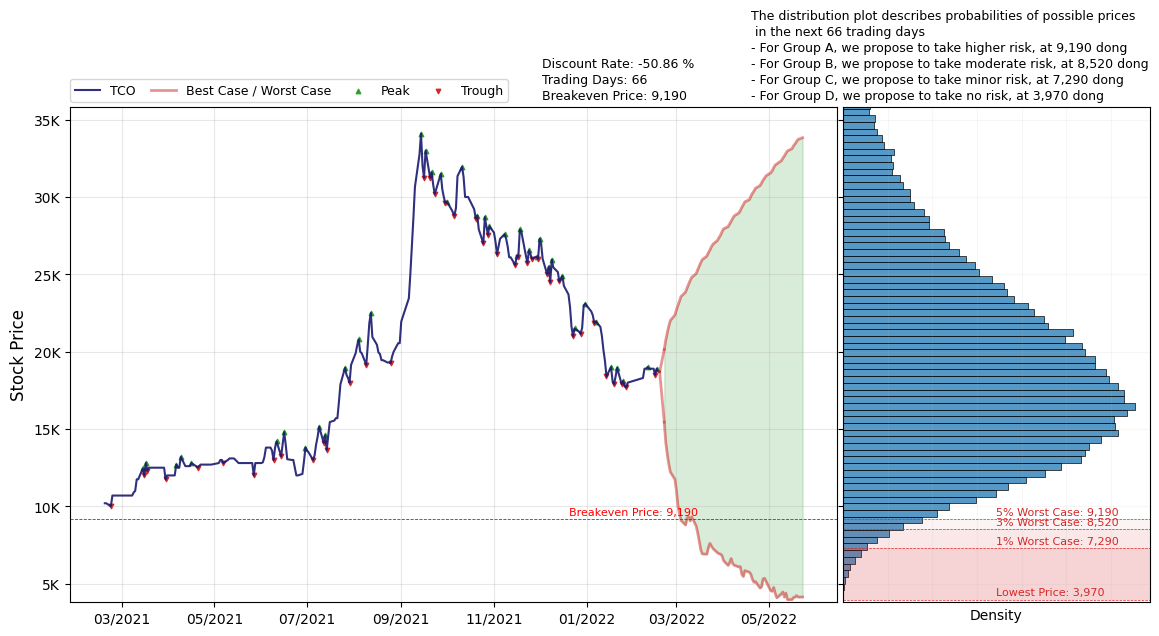 The distribution plot describes probabilities of possible prices
in the next 66 trading days
- For Group A, we propose to take higher risk, at 9,190 dong
- For Group B, we propose to take moderate risk, at 8,520 dong
- For Group C, we propose to take minor risk, at 7,290 dong
- For Group D, we propose to take no risk, at 3,970 dong
Discount Rate: -50.86 %
Trading Days: 66
Breakeven Price: 9,190
TCO Best Case / Worst Case Peak Trough
Stock Price
35K
30K
25K
20K
15K
10K
5K
Breakeven Price: 9,190
5% Worst Case: 9,190
3% Worst Case: 8,520
1% Worst Case: 7,290
Lowest Price: 3,970
03/2021 05/2021 07/2021 09/2021 11/2021 01/2022 03/2022 05/2022
Density